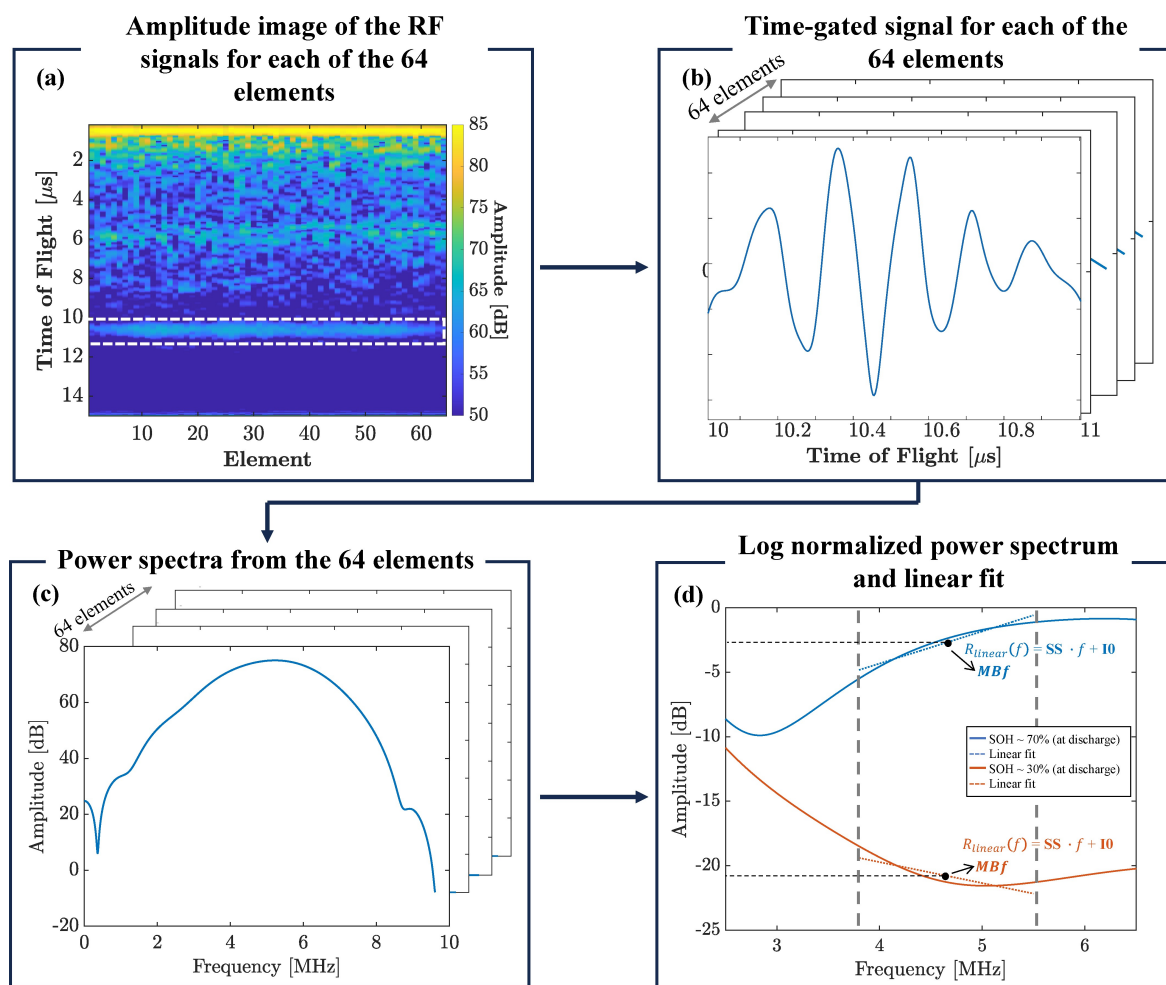 Amplitude image of the RF
signals for each of the 64
elements
(a)
85
80
75
70
65
60
55
50
Amplitude [dB]
2
4
6
8
10
12
14
Time of Flight [μs]
10 20 30 40 50 60
Element
Time-gated signal for each of the
64 elements
(b)
64 elements
0
10 10.2 10.4 10.6 10.8 11
Time of Flight [μs]
Power spectra from the 64 elements
(c)
64 elements
80
60
40
20
0
-20
Amplitude [dB]
0 2 4 6 8 10
Frequency [MHz]
Log normalized power spectrum
and linear fit
(d)
0
-5
-10
-15
-20
-25
Amplitude [dB]
R_linear(f) = SS · f + I0
MBf
SOH ~ 70% (at discharge)
Linear fit
SOH ~ 30% (at discharge)
Linear fit
R_linear(f) = SS · f + I0
MBf
3 4 5 6
Frequency [MHz]